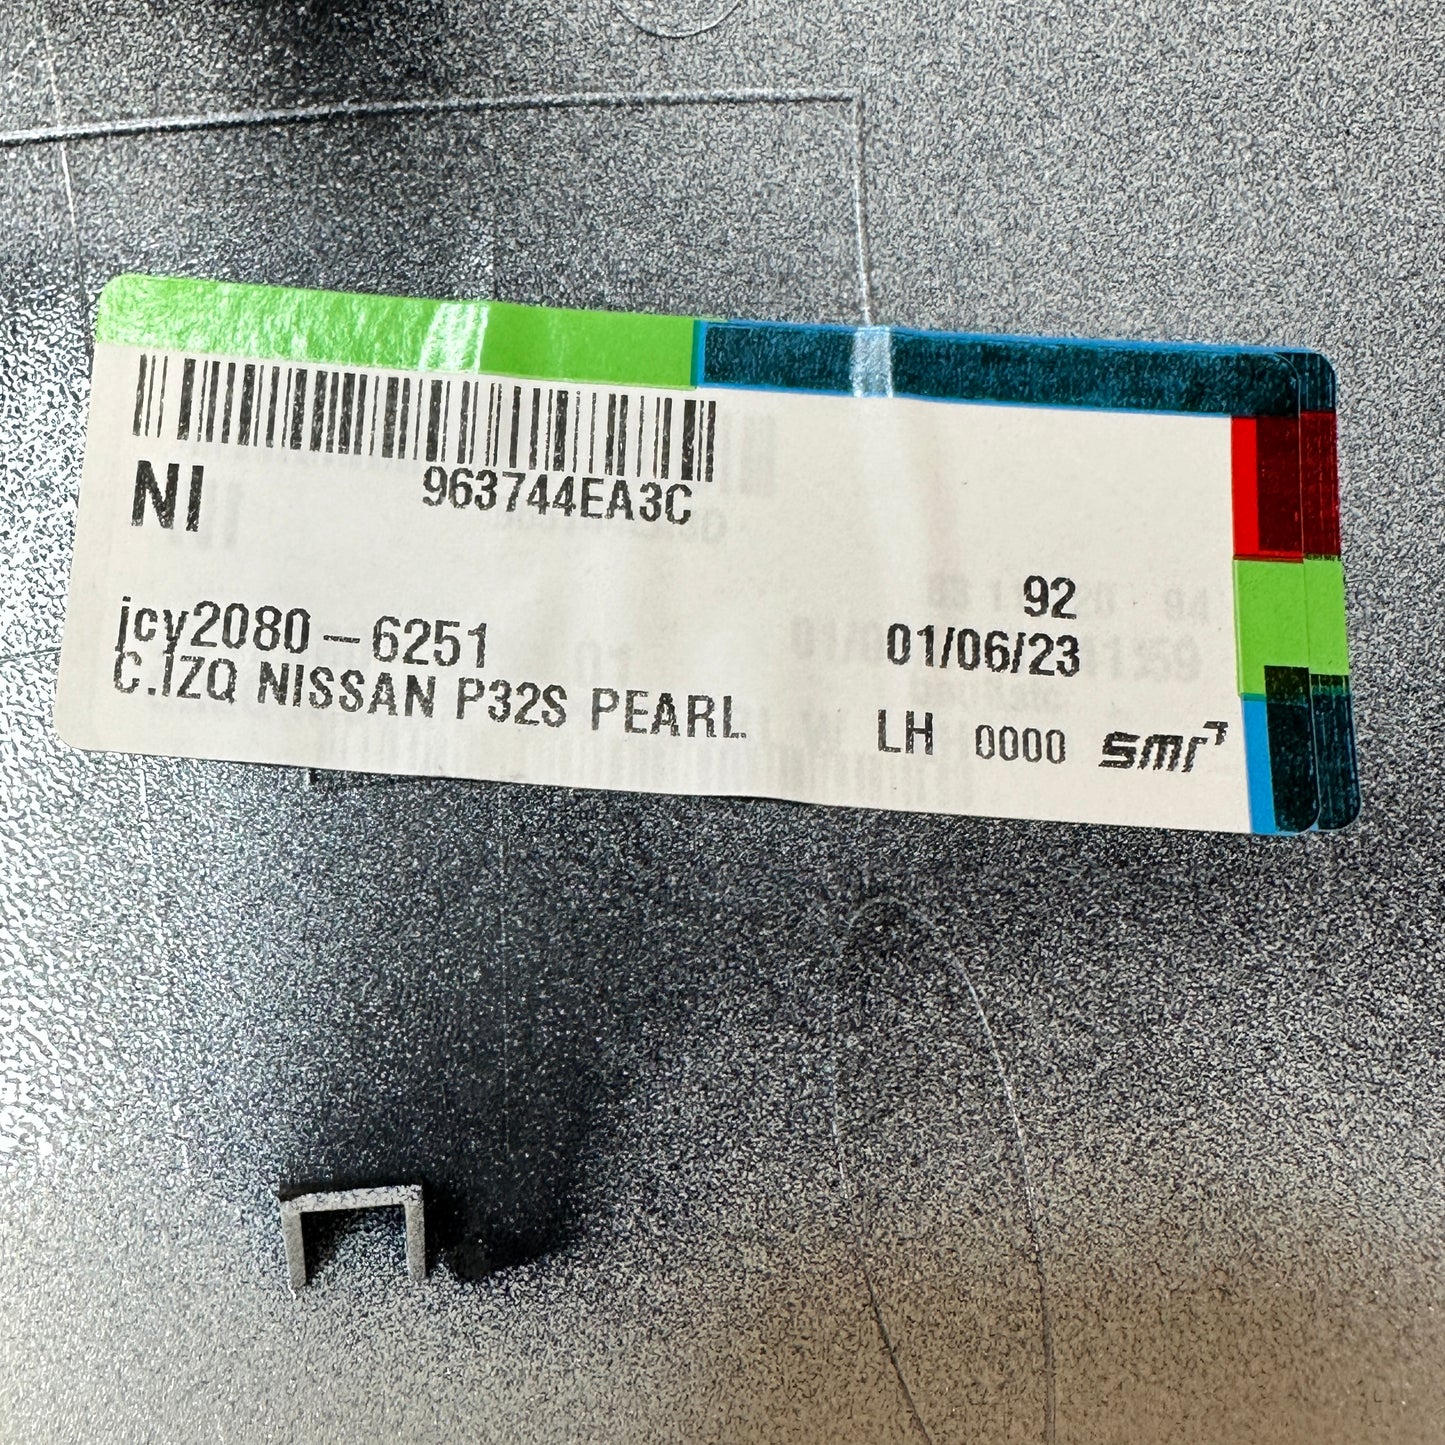 NI 963744EA3C
92
jcy2080-6251 01/06/23
C.IZQ NISSAN P32S PEARL
LH 0000 smr